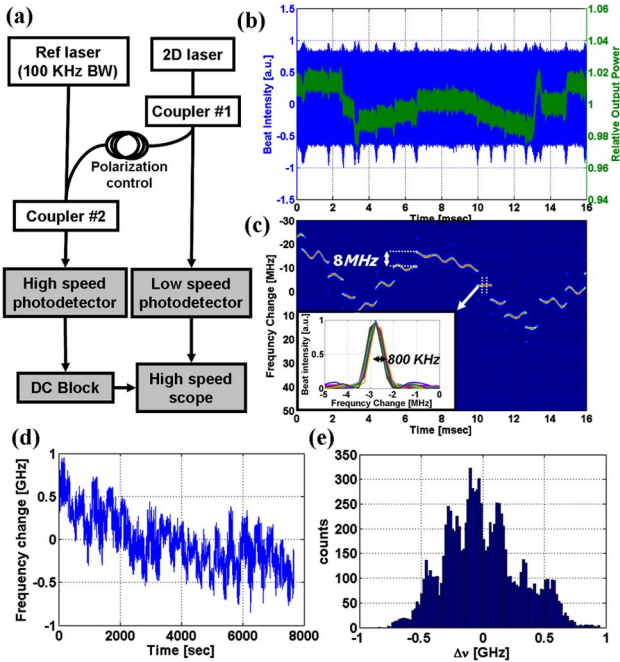 (a)
Ref laser
(100 KHz BW)
2D laser
Coupler #1
Polarization
control
Coupler #2
High speed
photodetector
Low speed
photodetector
DC Block
High speed
scope
(b)
Beat Intensity [a.u.]
1.5
1
0.5
0
-0.5
-1
-1.5
1.06
1.04
1.02
1
0.98
0.96
0.94
Relative Output Power
0 2 4 6 8 10 12 14 16
Time [msec]
(c)
Frequncy Change [MHz]
-30
-20
-10
0
10
20
30
40
50
8MHz
Beat intensity [a.u.]
1
0.5
0
800 KHz
-5 -4 -3 -2 -1 0
Frequncy Change [MHz]
0 2 4 6 8 10 12 14 16
Time [msec]
(d)
Frequency change [GHz]
1
0.5
0
-0.5
-1
0 2000 4000 6000 8000
Time [sec]
(e)
counts
350
300
250
200
150
100
50
0
-1 -0.5 0 0.5 1
Δν [GHz]